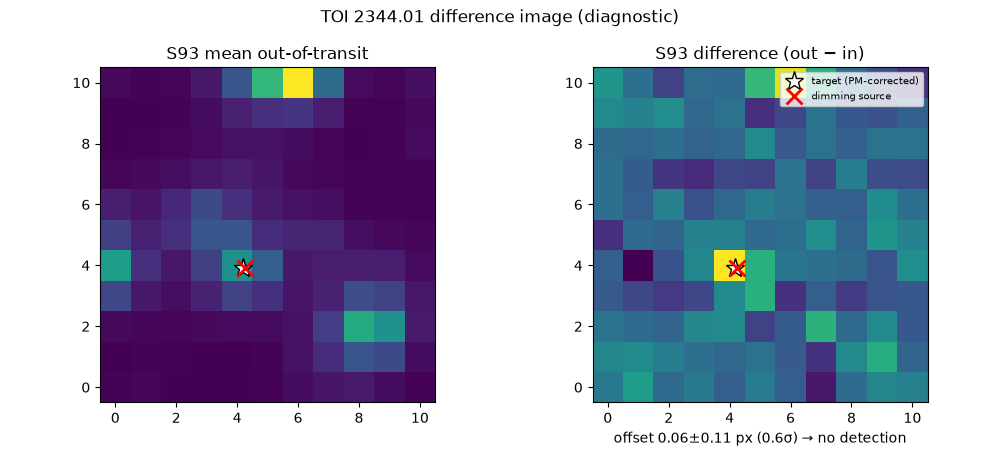 TOI 2344.01 difference image (diagnostic)
S93 mean out-of-transit
10
8
6
4
2
0
0 2 4 6 8 10
S93 difference (out − in)
target (PM-corrected)
dimming source
10
8
6
4
2
0
0 2 4 6 8 10
offset 0.06±0.11 px (0.6σ) → no detection